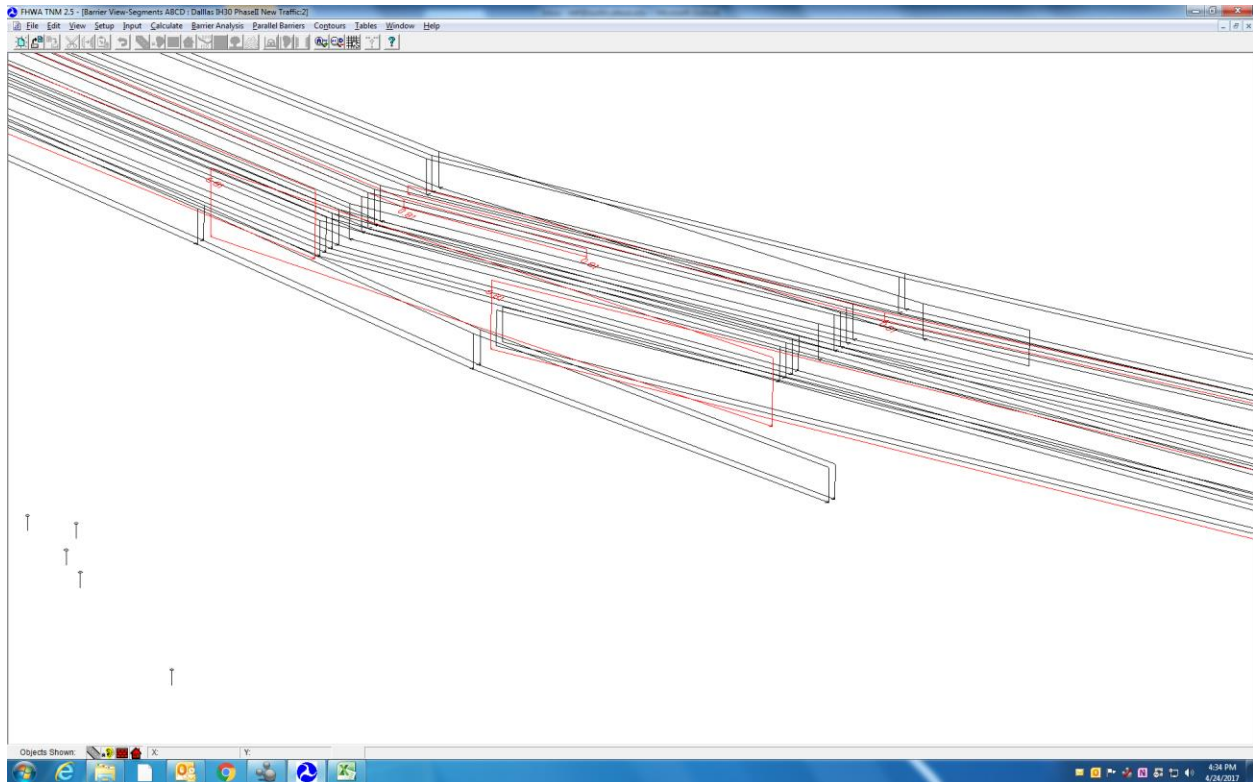 FHWA TNM 2.5 - [Barrier View-Segments ABCD : Dalllas IH30 PhaseII New Traffic:2]
File Edit View Setup Input Calculate Barrier Analysis Parallel Barriers Contours Tables Window Help
Objects Shown: X: Y:
4:34 PM
4/24/2017